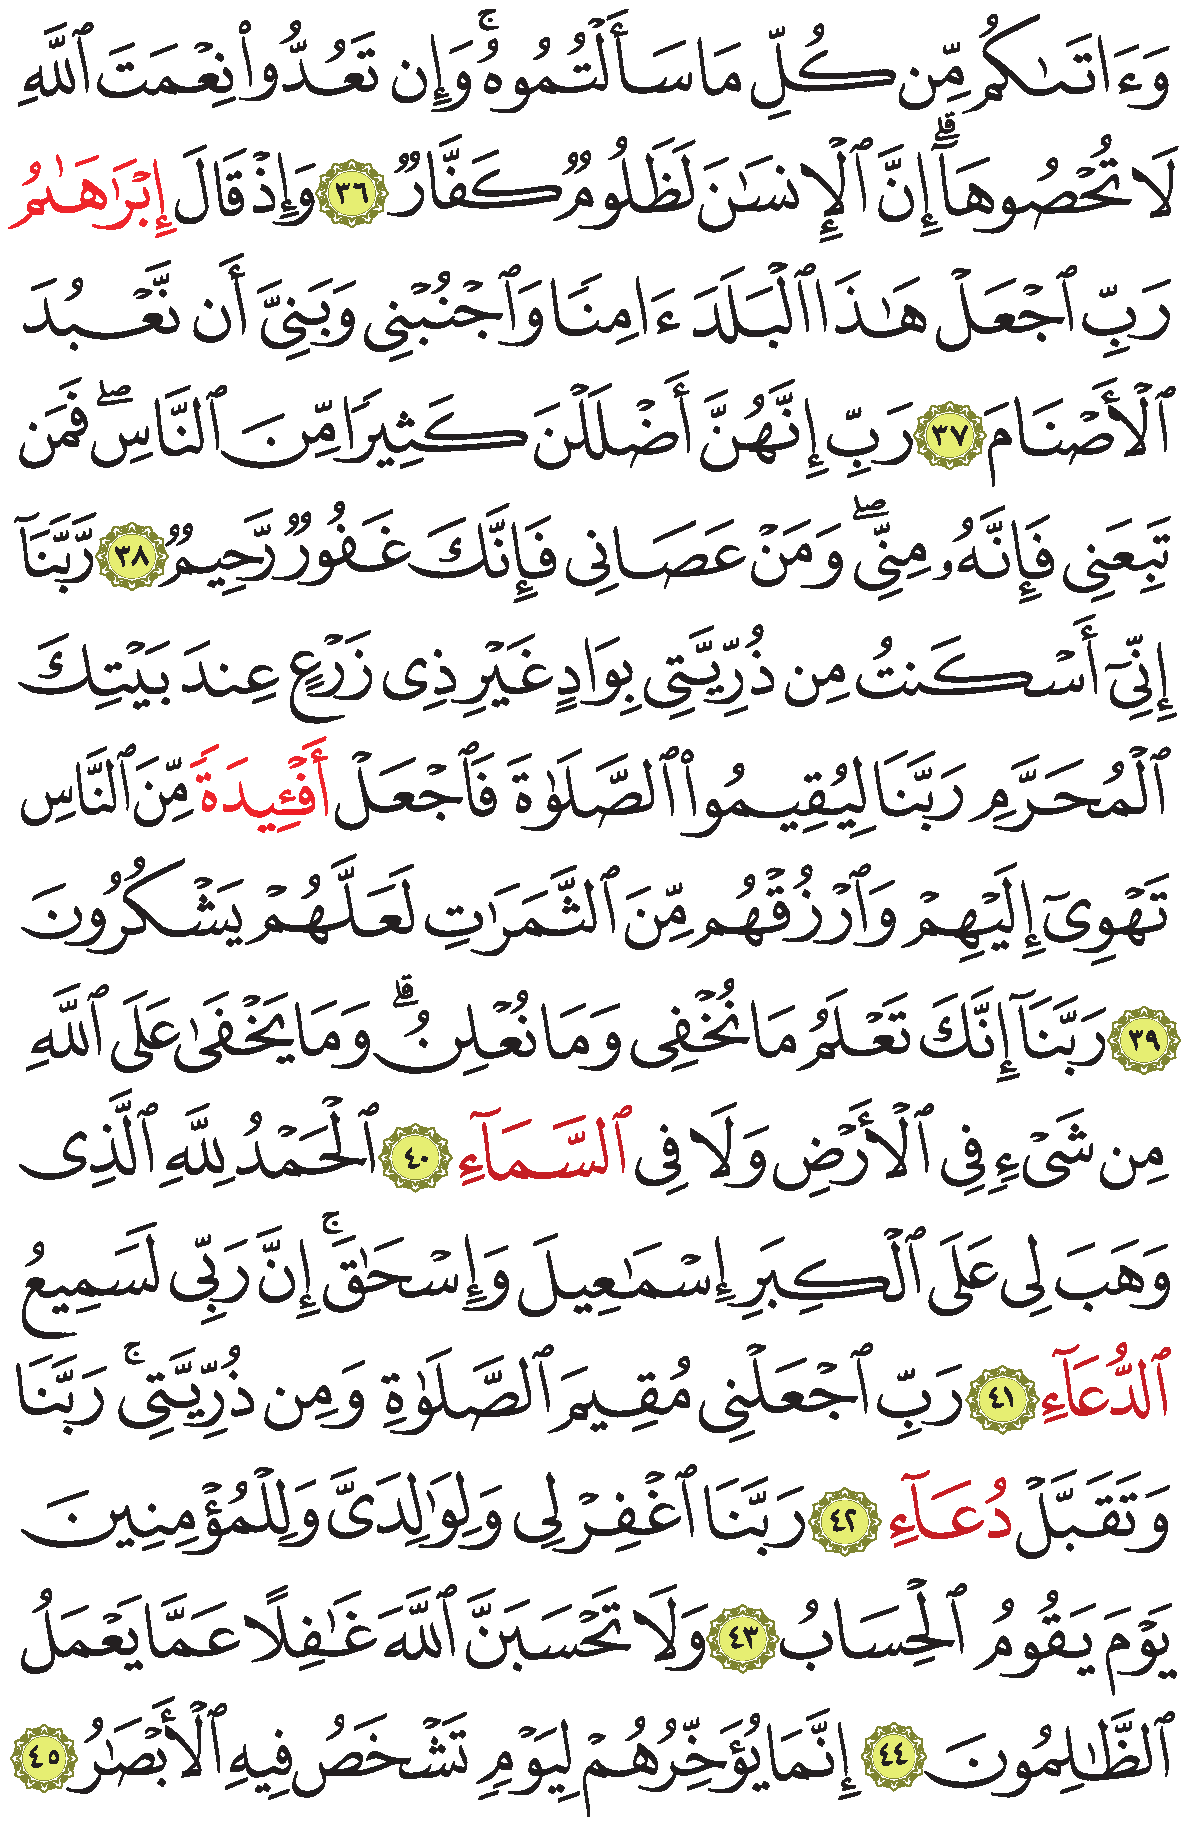 وَءَاتَىٰكُم مِّن كُلِّ مَا سَأَلْتُمُوهُ ۚ وَإِن تَعُدُّوا۟ نِعْمَتَ ٱللَّهِ
لَا تُحْصُوهَآ ۗ إِنَّ ٱلْإِنسَـٰنَ لَظَلُومٌ كَفَّارٌ ٣٦ وَإِذْ قَالَ إِبْرَٰهَـٰمُ
رَبِّ ٱجْعَلْ هَـٰذَا ٱلْبَلَدَ ءَامِنًا وَٱجْنُبْنِى وَبَنِىَّ أَن نَّعْبُدَ
ٱلْأَصْنَامَ ٣٧ رَبِّ إِنَّهُنَّ أَضْلَلْنَ كَثِيرًا مِّنَ ٱلنَّاسِ ۖ فَمَن
تَبِعَنِى فَإِنَّهُۥ مِنِّى ۖ وَمَنْ عَصَانِى فَإِنَّكَ غَفُورٌ رَّحِيمٌ ٣٨ رَّبَّنَآ
إِنِّىٓ أَسْكَنتُ مِن ذُرِّيَّتِى بِوَادٍ غَيْرِ ذِى زَرْعٍ عِندَ بَيْتِكَ
ٱلْمُحَرَّمِ رَبَّنَا لِيُقِيمُوا۟ ٱلصَّلَوٰةَ فَٱجْعَلْ أَفْـِٔيدَةً مِّنَ ٱلنَّاسِ
تَهْوِىٓ إِلَيْهِمْ وَٱرْزُقْهُم مِّنَ ٱلثَّمَرَٰتِ لَعَلَّهُمْ يَشْكُرُونَ
٣٩ رَبَّنَآ إِنَّكَ تَعْلَمُ مَا نُخْفِى وَمَا نُعْلِنُ ۗ وَمَا يَخْفَىٰ عَلَى ٱللَّهِ
مِن شَىْءٍ فِى ٱلْأَرْضِ وَلَا فِى ٱلسَّمَآءِ ٤٠ ٱلْحَمْدُ لِلَّهِ ٱلَّذِى
وَهَبَ لِى عَلَى ٱلْكِبَرِ إِسْمَـٰعِيلَ وَإِسْحَـٰقَ ۚ إِنَّ رَبِّى لَسَمِيعُ
ٱلدُّعَآءِ ٤١ رَبِّ ٱجْعَلْنِى مُقِيمَ ٱلصَّلَوٰةِ وَمِن ذُرِّيَّتِى ۚ رَبَّنَا
وَتَقَبَّلْ دُعَآءِ ٤٢ رَبَّنَا ٱغْفِرْ لِى وَلِوَٰلِدَىَّ وَلِلْمُؤْمِنِينَ
يَوْمَ يَقُومُ ٱلْحِسَابُ ٤٣ وَلَا تَحْسَبَنَّ ٱللَّهَ غَـٰفِلًا عَمَّا يَعْمَلُ
ٱلظَّـٰلِمُونَ ٤٤ إِنَّمَا يُؤَخِّرُهُمْ لِيَوْمٍ تَشْخَصُ فِيهِ ٱلْأَبْصَـٰرُ ٤٥